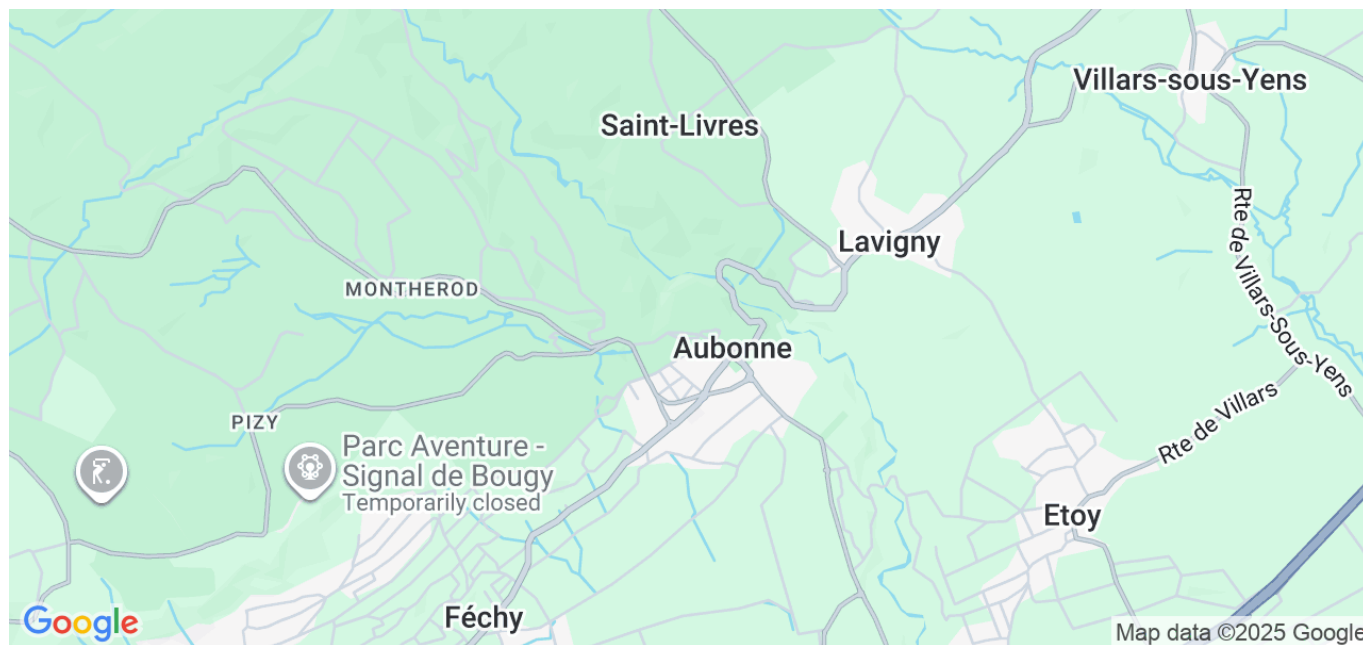 Villars-sous-Yens
Saint-Livres
Lavigny
Rte de Villars-Sous-Yens
MONTHEROD
Aubonne
Rte de Villars
PIZY
Parc Aventure -
Signal de Bougy
Temporarily closed
Etoy
Féchy
Google
Map data ©2025 Google